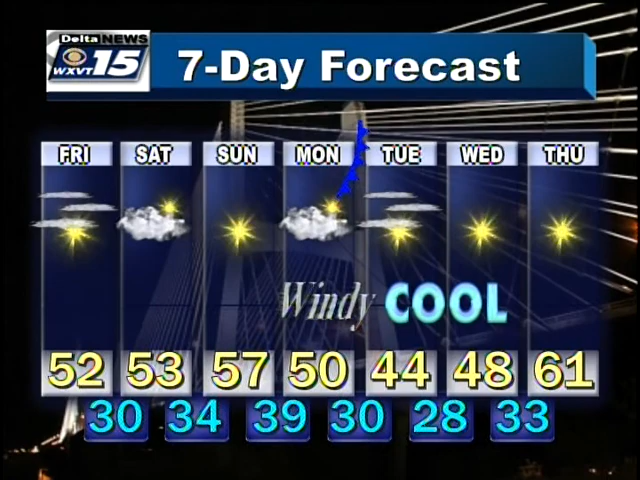 Delta NEWS
WXVT 15
7-Day Forecast
FRI SAT SUN MON TUE WED THU
Windy COOL
52 53 57 50 44 48 61
30 34 39 30 28 33